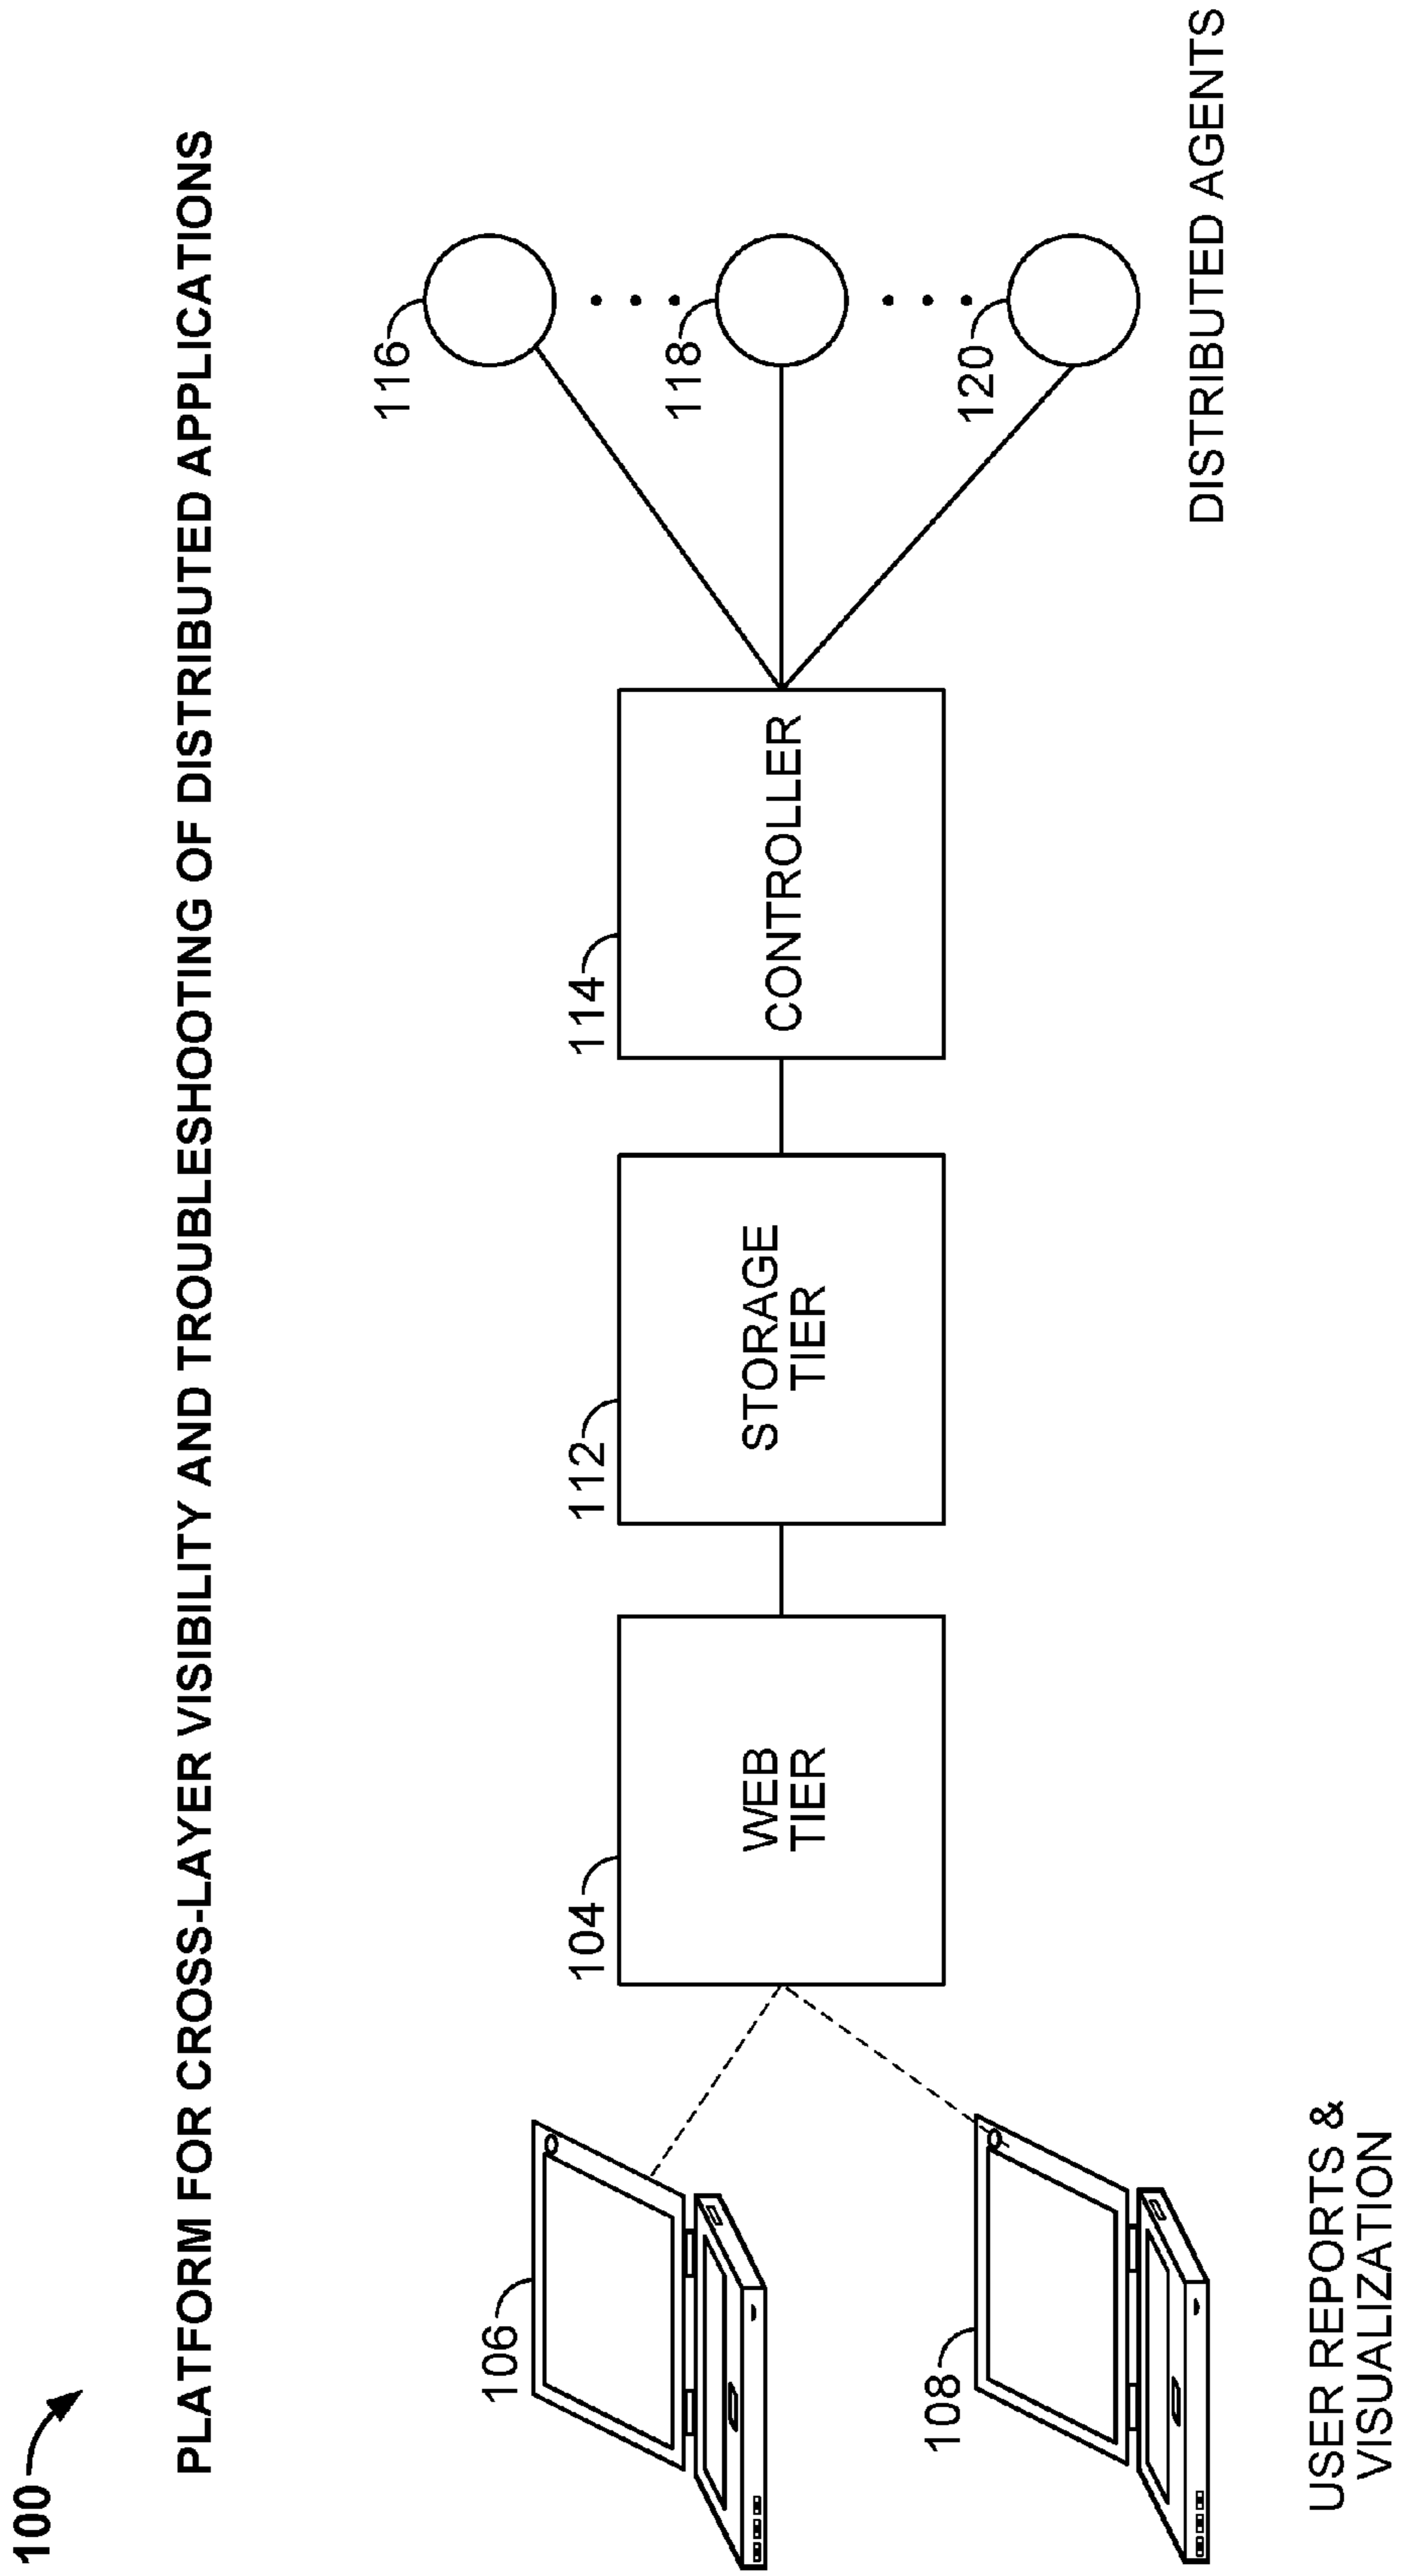 100
PLATFORM FOR CROSS-LAYER VISIBILITY AND TROUBLESHOOTING OF DISTRIBUTED APPLICATIONS
106
108
104
WEB
TIER
112
STORAGE
TIER
114
CONTROLLER
116
118
120
USER REPORTS &
VISUALIZATION
DISTRIBUTED AGENTS